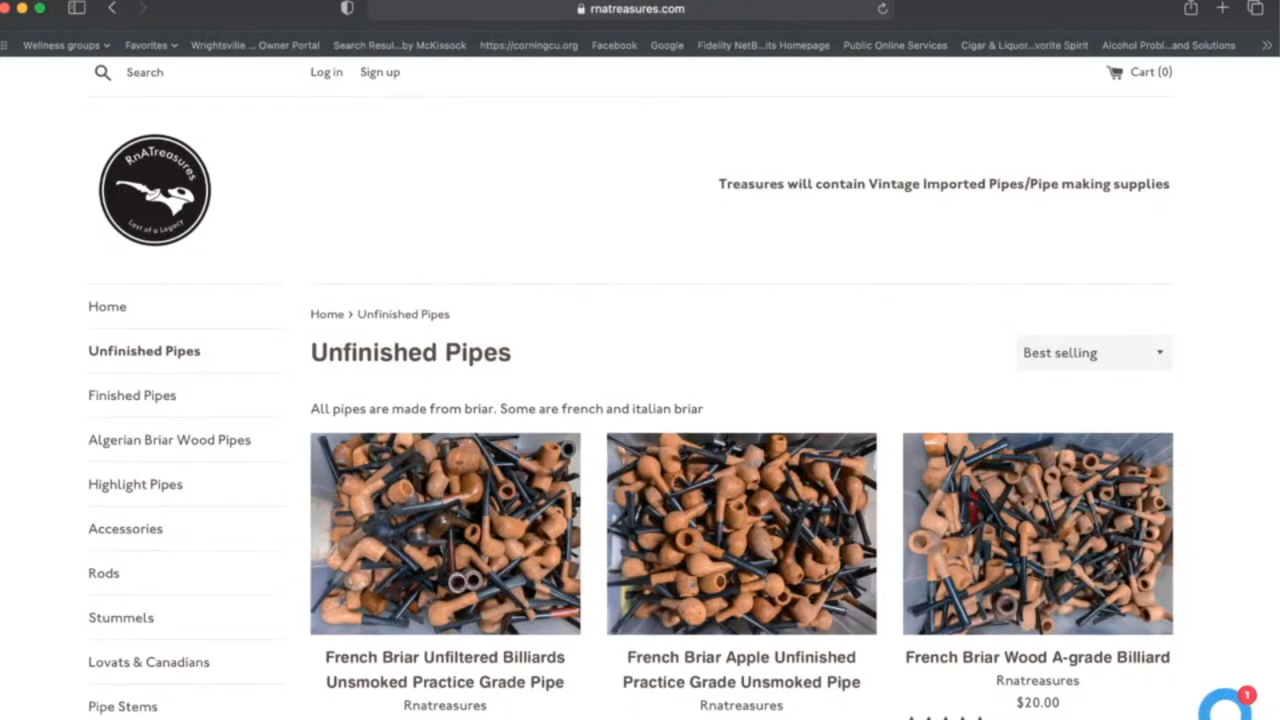 rnatreasures.com
Wellness groups Favorites Wrightsville ... Owner Portal Search Resul...by McKissock https://corningcu.org Facebook Google Fidelity NetB...its Homepage Public Online Services Cigar & Liquor...vorite Spirit Alcohol Probl...and Solutions
Search Log in Sign up Cart (0)
RnATreasures
Lost of a Legacy
Treasures will contain Vintage Imported Pipes/Pipe making supplies
Home
Unfinished Pipes
Finished Pipes
Algerian Briar Wood Pipes
Highlight Pipes
Accessories
Rods
Stummels
Lovats & Canadians
Pipe Stems
Home › Unfinished Pipes
Unfinished Pipes
Best selling
All pipes are made from briar. Some are french and italian briar
French Briar Unfiltered Billiards
Unsmoked Practice Grade Pipe
Rnatreasures
French Briar Apple Unfinished
Practice Grade Unsmoked Pipe
Rnatreasures
French Briar Wood A-grade Billiard
Rnatreasures
$20.00
1